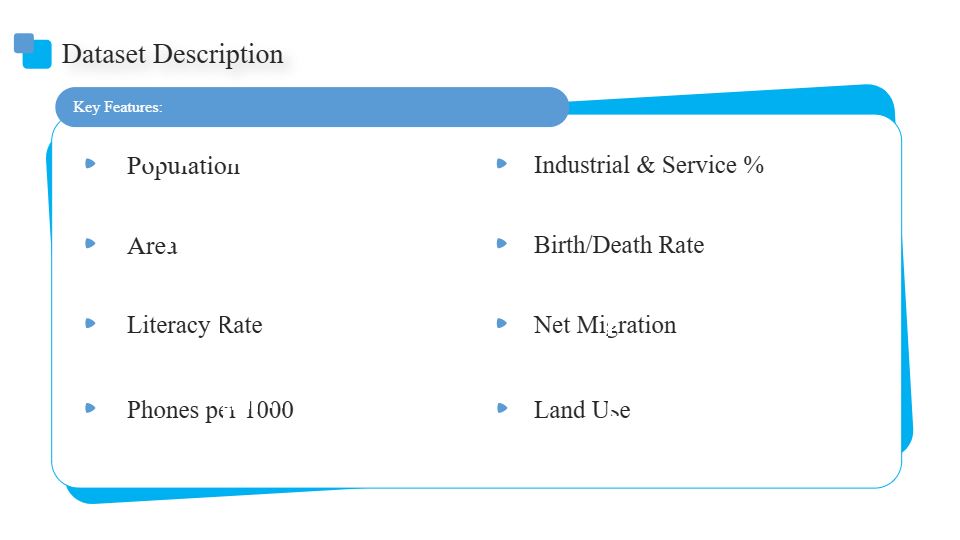 Dataset Description
Key Features:
Population
Area
Literacy Rate
Phones per 1000
Industrial & Service %
Birth/Death Rate
Net Migration
Land Use